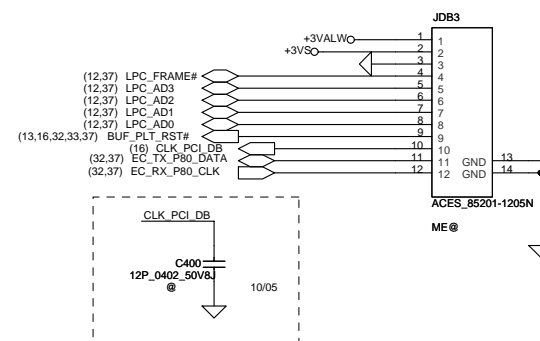 JDB3
+3VALW 1 1
+3VS 2 2
3 3
(12,37) LPC_FRAME# 4 4
(12,37) LPC_AD3 5 5
(12,37) LPC_AD2 6 6
(12,37) LPC_AD1 7 7
(12,37) LPC_AD0 8 8
(13,16,32,33,37) BUF_PLT_RST# 9 9
(16) CLK_PCI_DB 10 10
(32,37) EC_TX_P80_DATA 11 11 GND 13
(32,37) EC_RX_P80_CLK 12 12 GND 14
ACES_85201-1205N
ME@
CLK_PCI_DB
C400
12P_0402_50V8J
@ 10/05